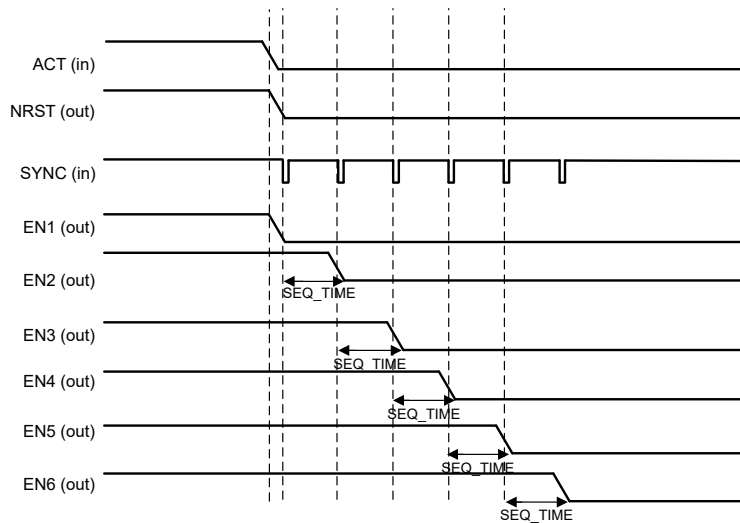 ACT (in)
NRST (out)
SYNC (in)
EN1 (out)
EN2 (out)
SEQ_TIME
EN3 (out)
SEQ_TIME
EN4 (out)
SEQ_TIME
EN5 (out)
SEQ_TIME
EN6 (out)
SEQ_TIME